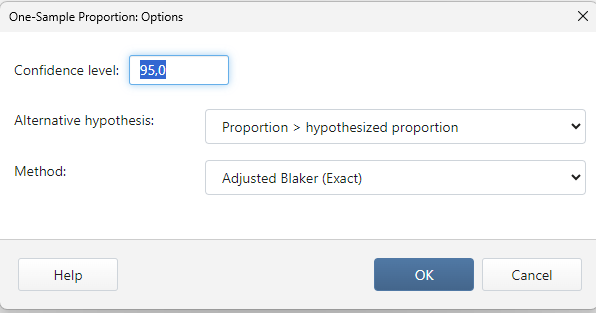 One-Sample Proportion: Options
Confidence level: 95,0
Alternative hypothesis: Proportion > hypothesized proportion
Method: Adjusted Blaker (Exact)
Help OK Cancel